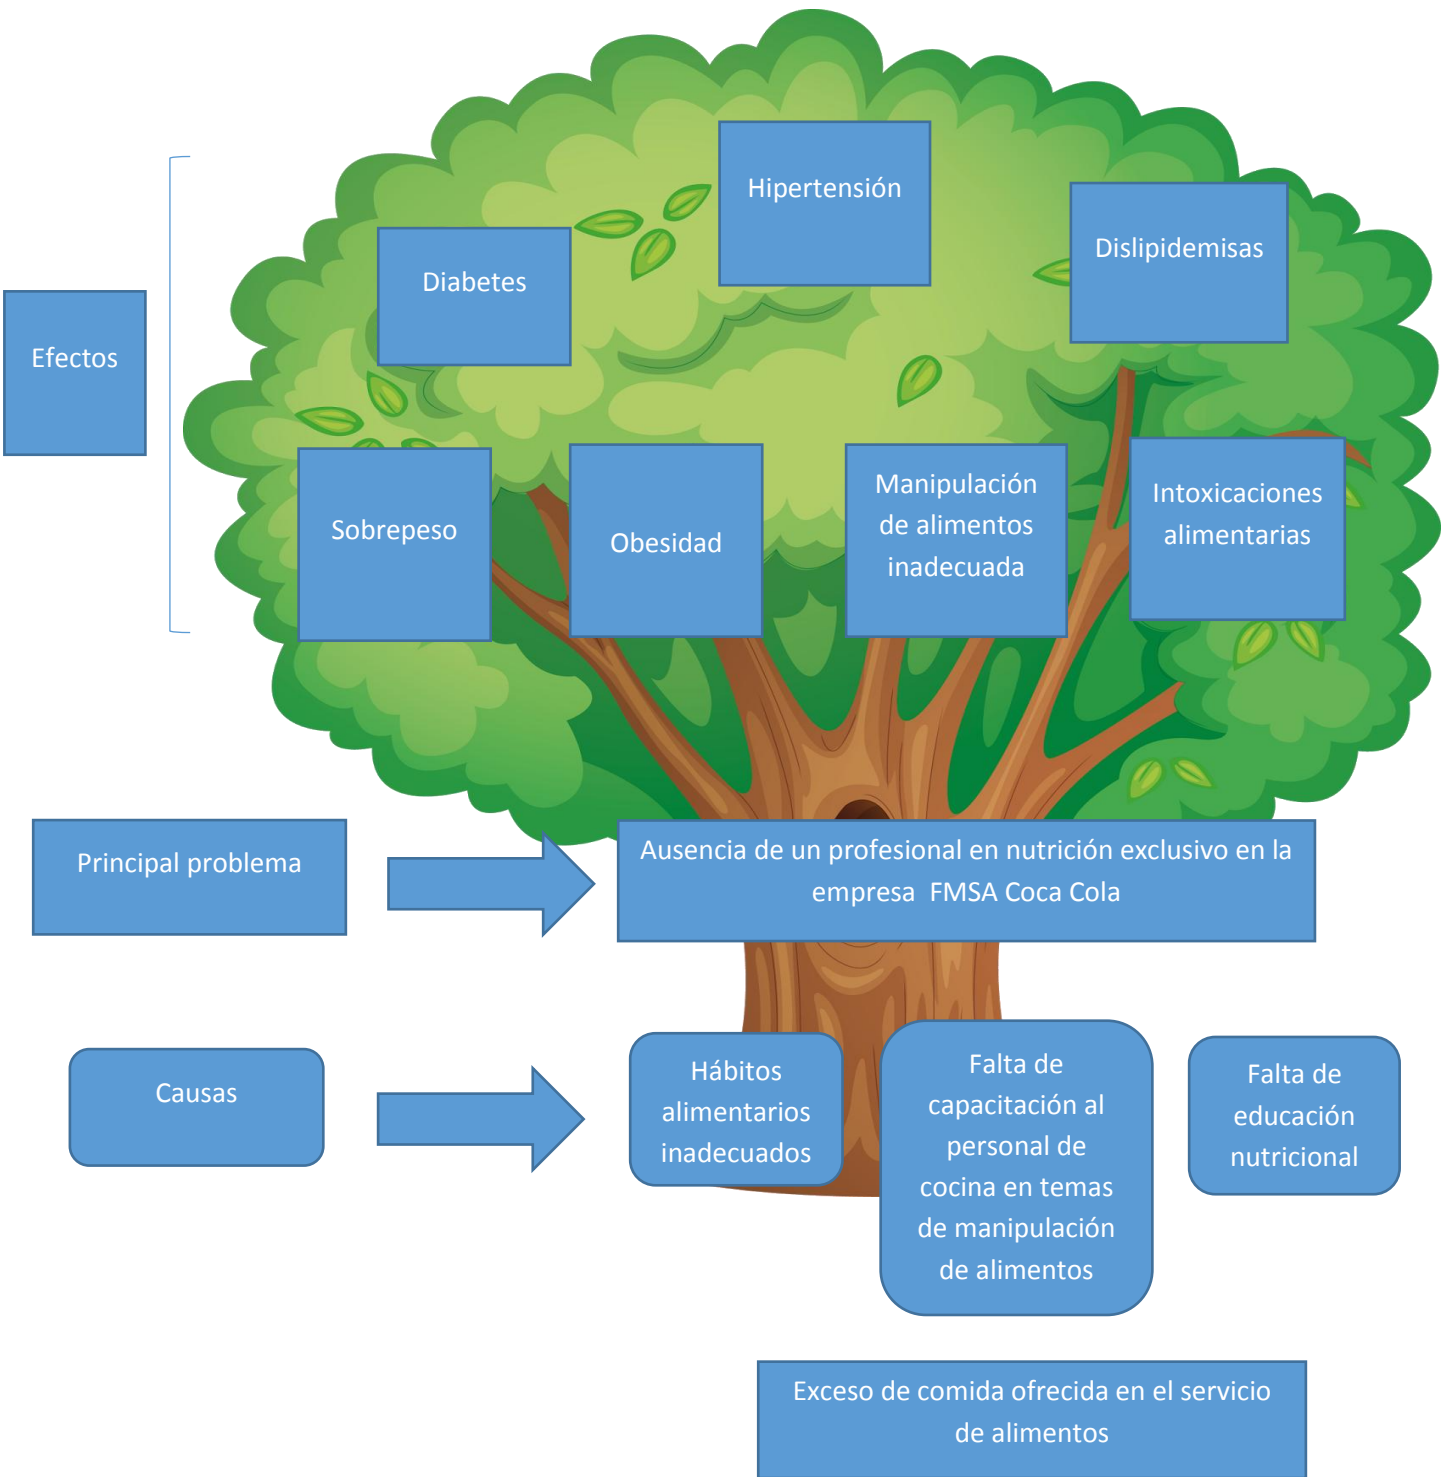 Hipertensión
Dislipidemisas
Diabetes
Efectos
Sobrepeso
Obesidad
Manipulación
de alimentos
inadecuada
Intoxicaciones
alimentarias
Principal problema
Ausencia de un profesional en nutrición exclusivo en la
empresa  FMSA Coca Cola
Causas
Hábitos
alimentarios
inadecuados
Falta de
capacitación al
personal de
cocina en temas
de manipulación
de alimentos
Falta de
educación
nutricional
Exceso de comida ofrecida en el servicio
de alimentos